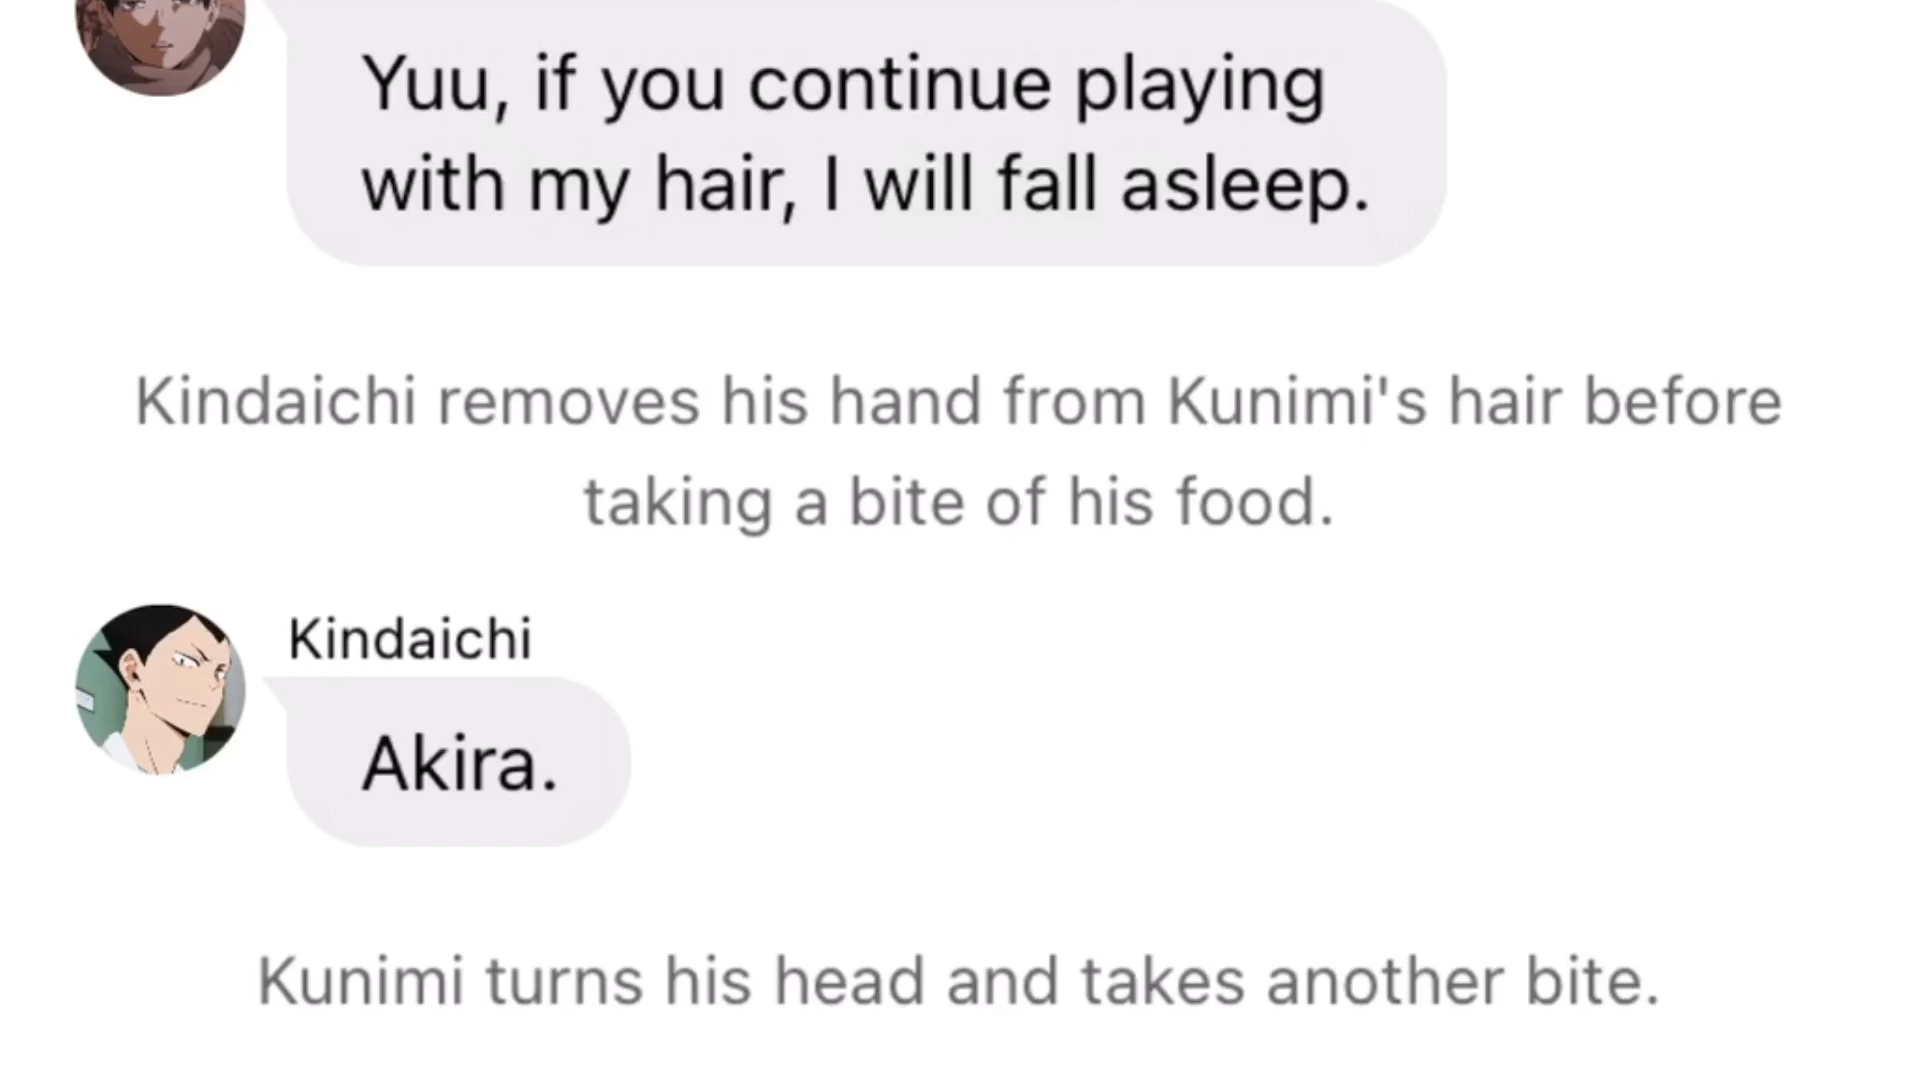 Yuu, if you continue playing
with my hair, I will fall asleep.
Kindaichi removes his hand from Kunimi's hair before
taking a bite of his food.
Kindaichi
Akira.
Kunimi turns his head and takes another bite.